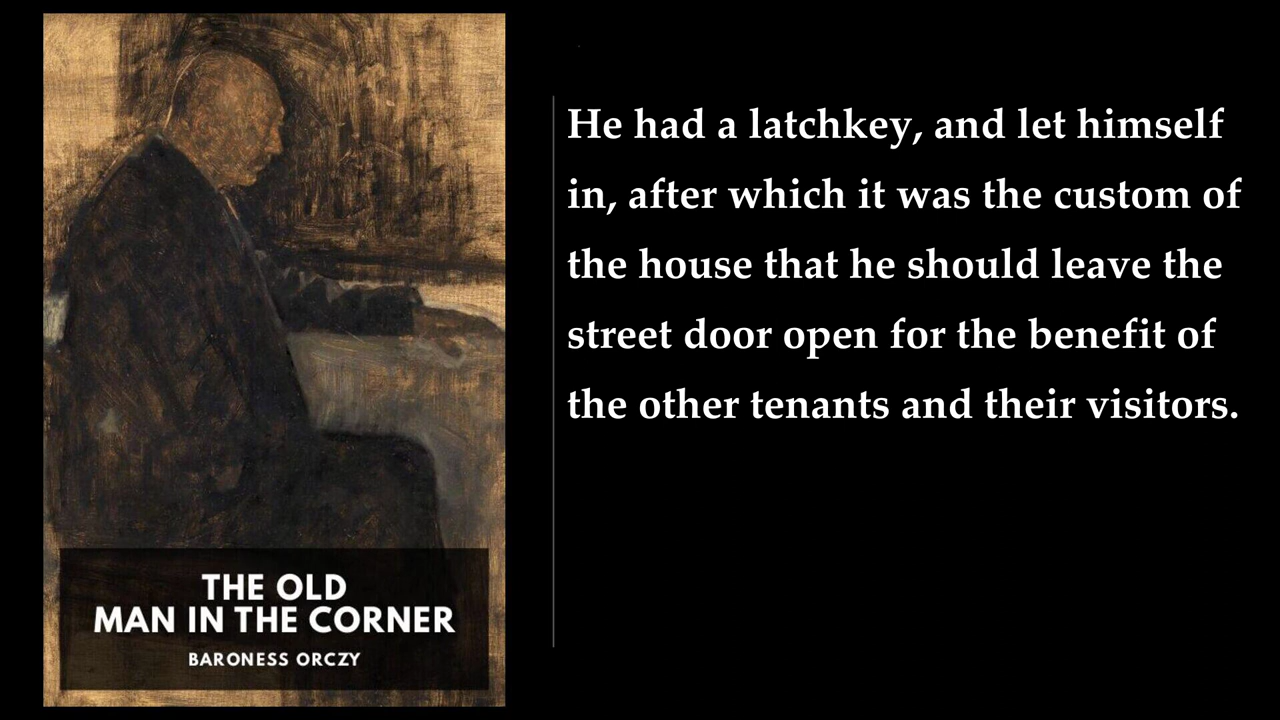 THE OLD
MAN IN THE CORNER
BARONESS ORCZY
He had a latchkey, and let himself
in, after which it was the custom of
the house that he should leave the
street door open for the benefit of
the other tenants and their visitors.